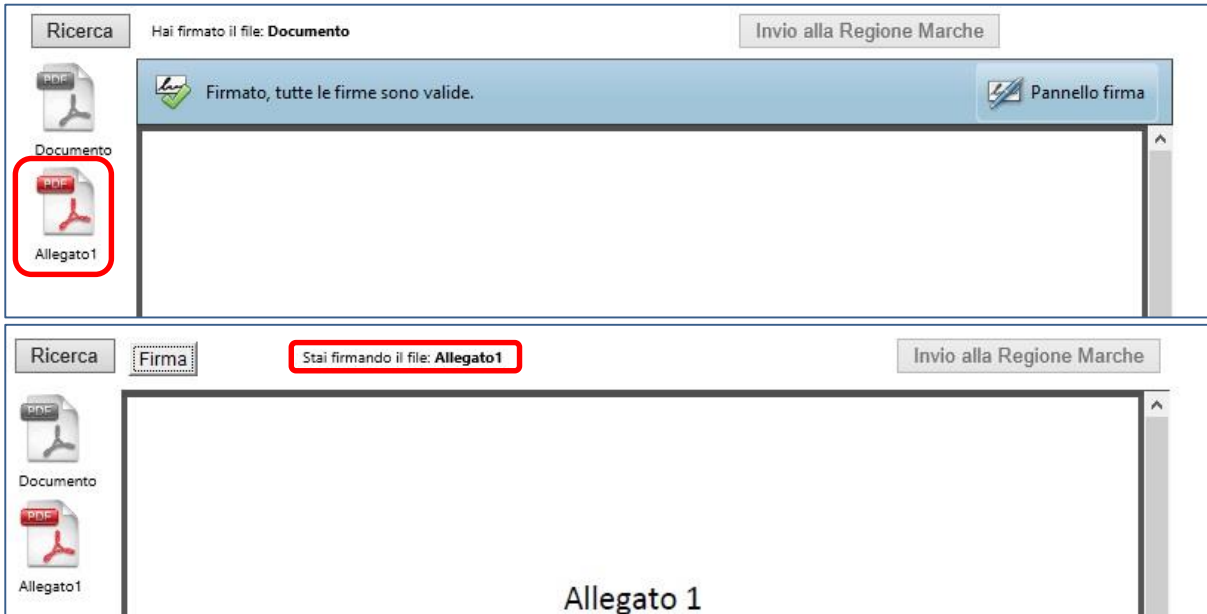 Ricerca Hai firmato il file: Documento Invio alla Regione Marche
PDF
Firmato, tutte le firme sono valide. Pannello firma
Documento
PDF
Allegato1
Ricerca Firma Stai firmando il file: Allegato1 Invio alla Regione Marche
PDF
Documento
PDF
Allegato1
Allegato 1